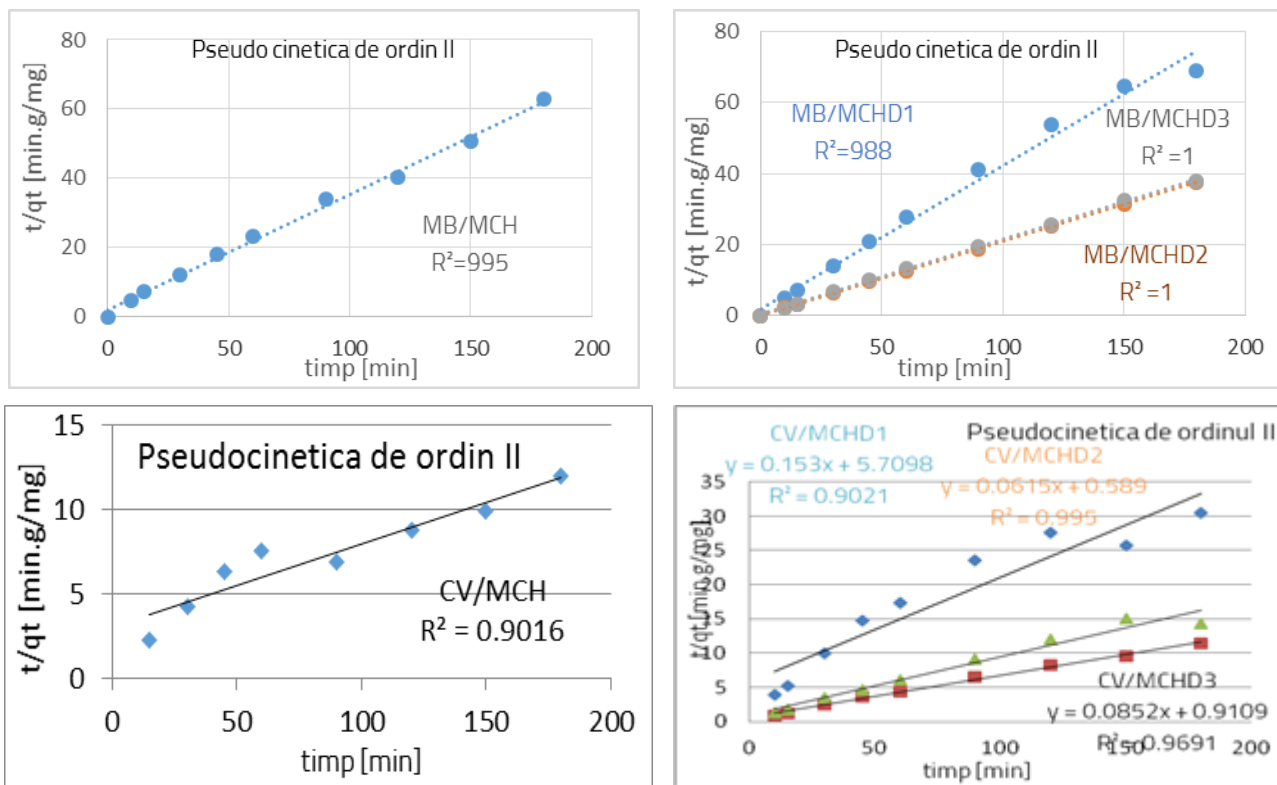 Pseudo cinetica de ordin II
t/qt [min.g/mg]
80
60
40
20
0
MB/MCH
R²=995
0 50 100 150 200
timp [min]
Pseudo cinetica de ordin II
t/qt [min.g/mg]
80
60
40
20
0
MB/MCHD1
R²=988
MB/MCHD3
R²=1
MB/MCHD2
R²=1
0 50 100 150 200
timp [min]
Pseudocinetica de ordin II
t/qt [min.g/mg]
15
10
5
0
CV/MCH
R² = 0.9016
0 50 100 150 200
timp [min]
CV/MCHD1
y = 0.153x + 5.7098
R² = 0.9021
Pseudocinetica de ordinul II
CV/MCHD2
y = 0.0615x + 0.589
R² = 0.995
t/qt[min.g/mg]
35
30
25
20
15
10
5
0
CV/MCHD3
y = 0.0852x + 0.9109
R² = 0.9691
0 50 100 150 200
timp [min]